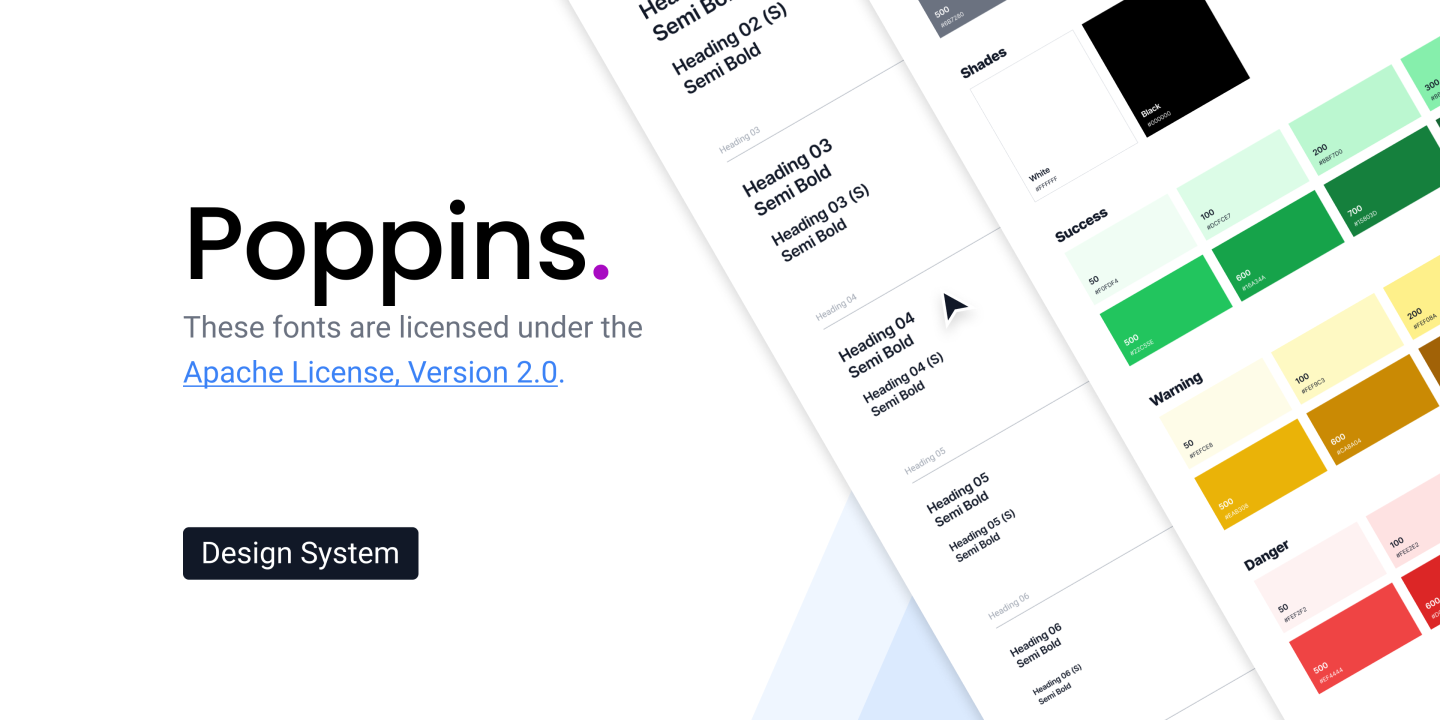 Poppins.
These fonts are licensed under the
Apache License, Version 2.0.
Design System
Semi Bold
Heading 02 (S)
Semi Bold
Heading 03
Heading 03
Semi Bold
Heading 03 (S)
Semi Bold
Heading 04
Heading 04
Semi Bold
Heading 04 (S)
Semi Bold
Heading 05
Heading 05
Semi Bold
Heading 05 (S)
Semi Bold
Heading 06
Heading 06
Semi Bold
Heading 06 (S)
Semi Bold
500
#6B7280
Shades
White
#FFFFFF
Black
#000000
Success
50
#F0FDF4
100
#DCFCE7
200
#BBF7D0
300
500
#22C55E
600
#16A34A
700
#15803D
Warning
50
#FEFCE8
100
#FEF9C3
200
#FEF08A
500
#EAB308
600
#CA8A04
Danger
50
#FEF2F2
100
#FEE2E2
500
#EF4444
600